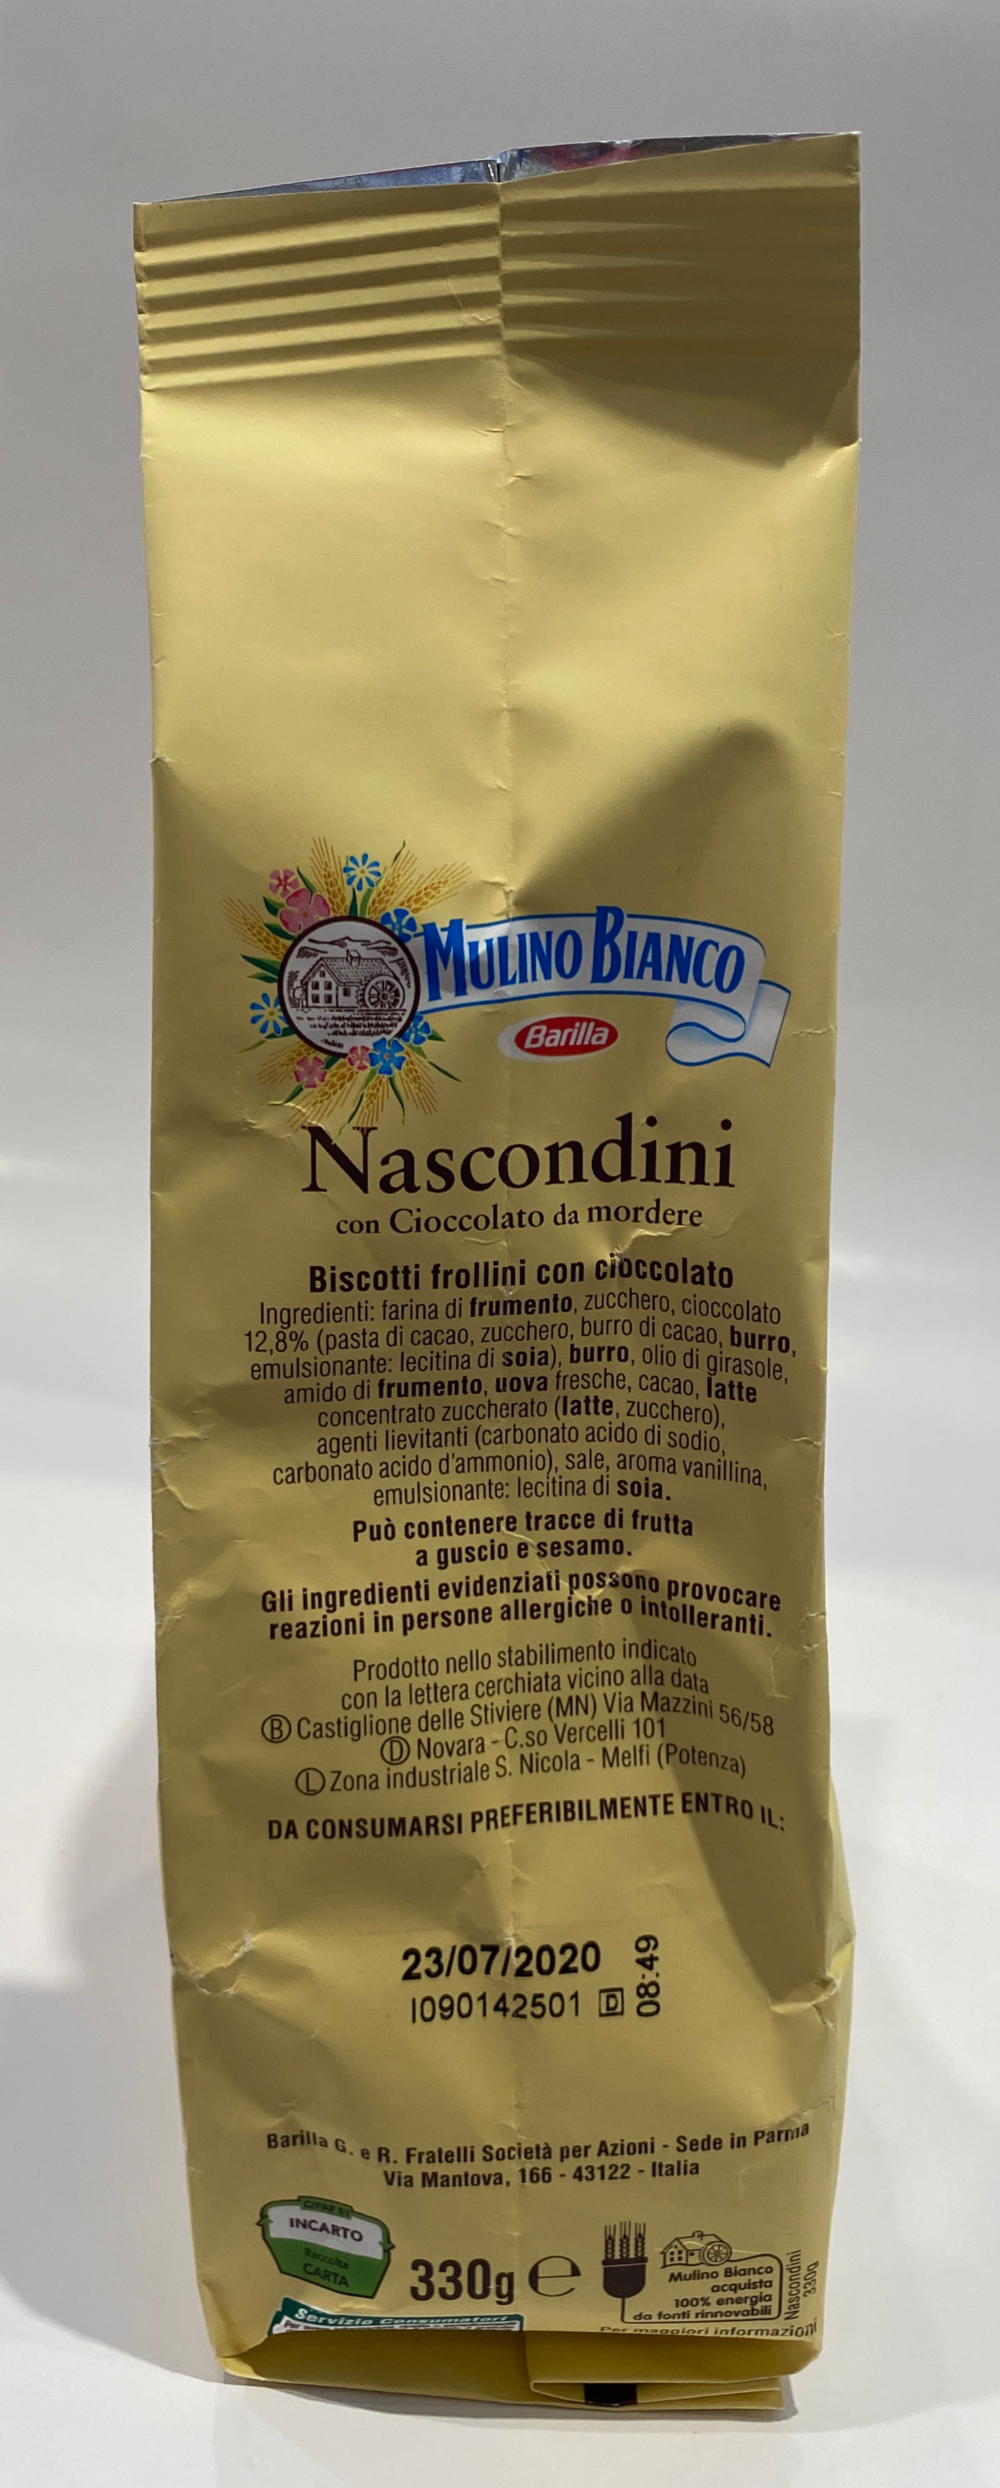 MULINO BIANCO
Barilla
Nascondini
con Cioccolato da mordere
Biscotti frollini con cioccolato
Ingredienti: farina di frumento, zucchero, cioccolato
12,8% (pasta di cacao, zucchero, burro di cacao, burro,
emulsionante: lecitina di soia), burro, olio di girasole,
amido di frumento, uova fresche, cacao, latte
concentrato zuccherato (latte, zucchero),
agenti lievitanti (carbonato acido di sodio,
carbonato acido d'ammonio), sale, aroma vanillina,
emulsionante: lecitina di soia.
Può contenere tracce di frutta
a guscio e sesamo.
Gli ingredienti evidenziati possono provocare
reazioni in persone allergiche o intolleranti.
Prodotto nello stabilimento indicato
con la lettera cerchiata vicino alla data
Ⓑ Castiglione delle Stiviere (MN) Via Mazzini 56/58
Ⓓ Novara - C.so Vercelli 101
Ⓛ Zona industriale S. Nicola - Melfi (Potenza)
DA CONSUMARSI PREFERIBILMENTE ENTRO IL:
23/07/2020
I090142501 D 08:49
Barilla G. e R. Fratelli Società per Azioni - Sede in Parma
Via Mantova, 166 - 43122 - Italia
C/PAP 81
INCARTO
Raccolta
CARTA
330g e
Mulino Bianco
acquista
100% energia
da fonti rinnovabili
Nascondini
330g
Servizio Consumatori
Per
Per maggiori informazioni